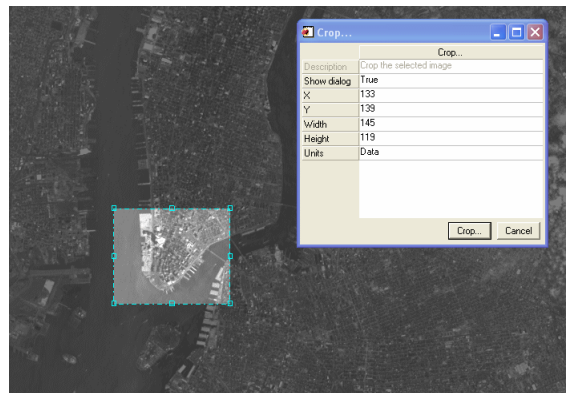 Crop...
Crop...
Description Crop the selected image
Show dialog True
X 133
Y 139
Width 145
Height 119
Units Data
Crop... Cancel